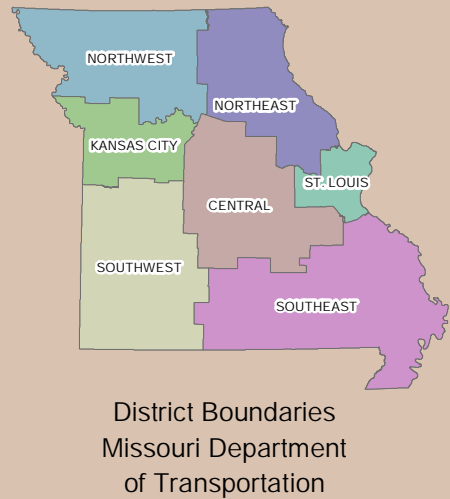 NORTHWEST
NORTHEAST
KANSAS CITY
ST. LOUIS
CENTRAL
SOUTHWEST
SOUTHEAST
District Boundaries
Missouri Department
of Transportation